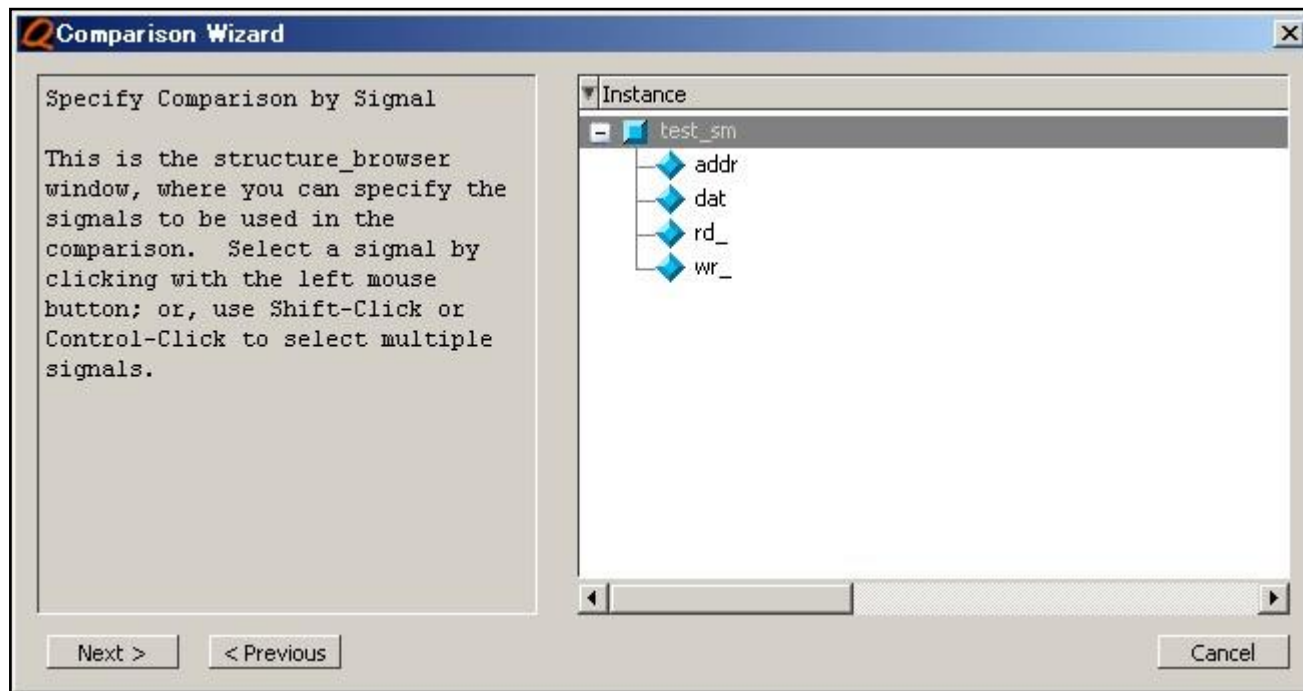 Comparison Wizard
Specify Comparison by Signal
This is the structure_browser
window, where you can specify the
signals to be used in the
comparison.  Select a signal by
clicking with the left mouse
button; or, use Shift-Click or
Control-Click to select multiple
signals.
Instance
test_sm
addr
dat
rd_
wr_
Next >
< Previous
Cancel